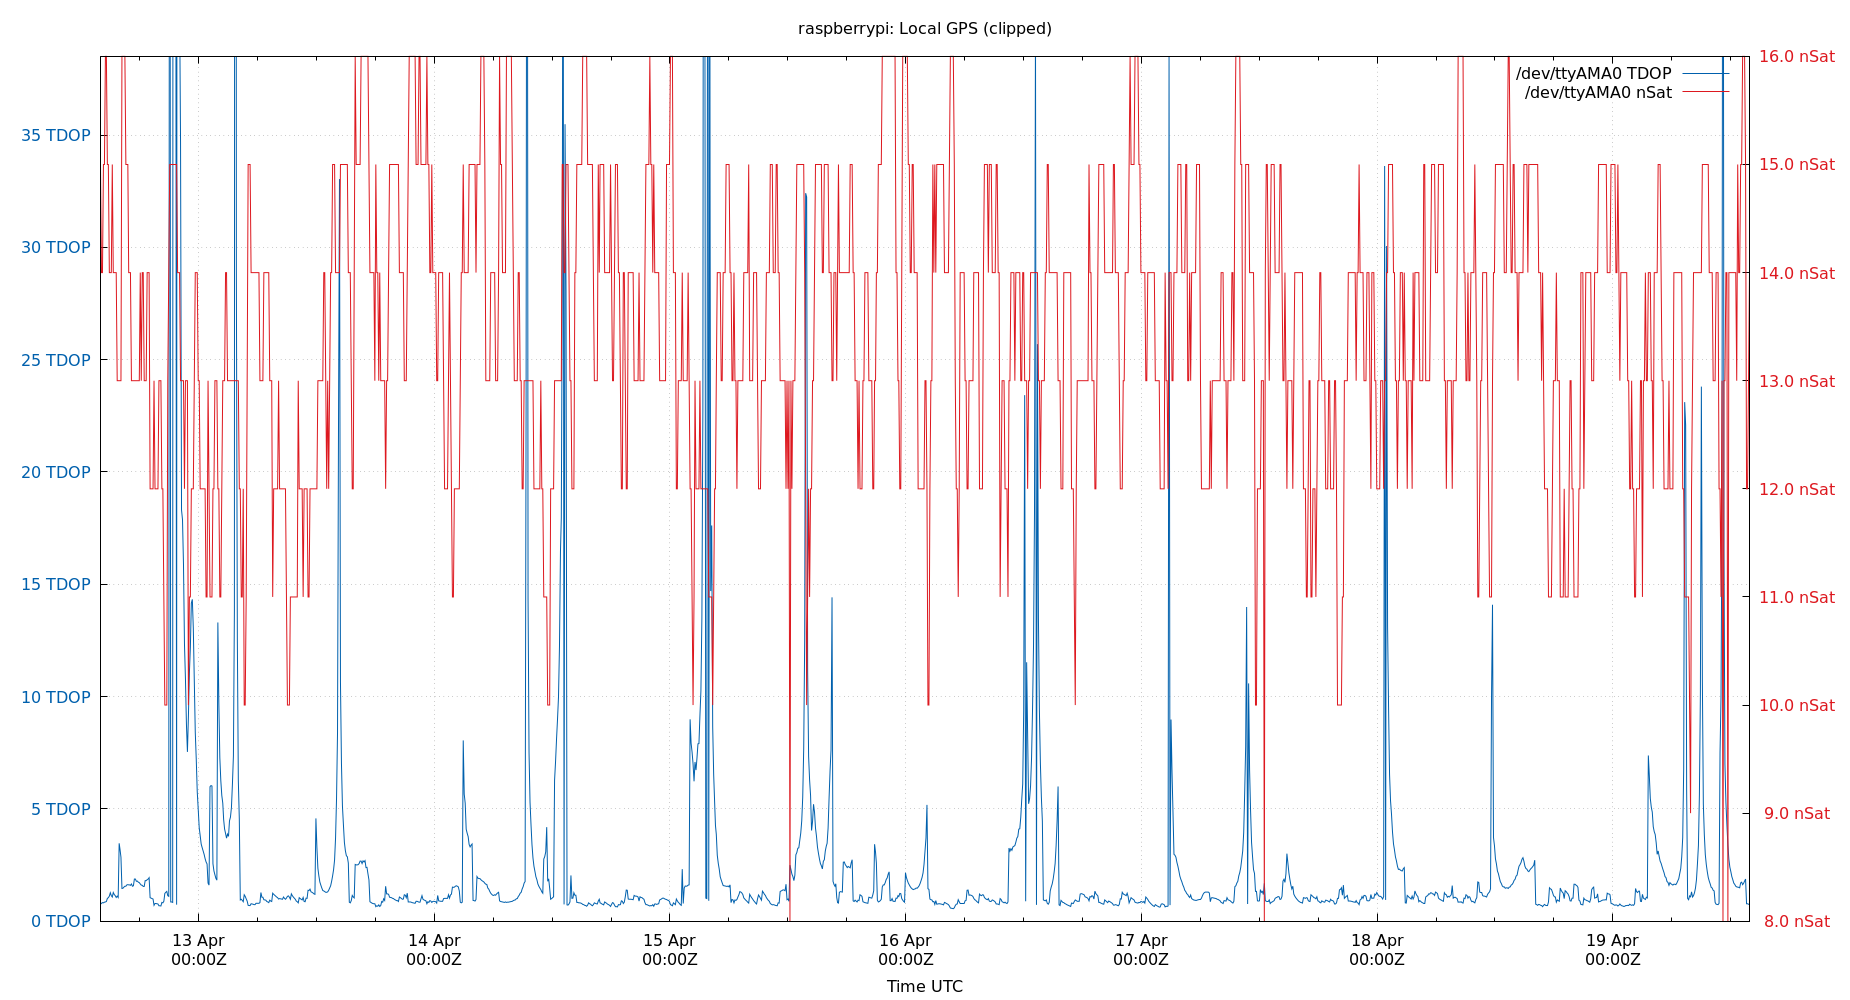 raspberrypi: Local GPS (clipped)
/dev/ttyAMA0 TDOP
/dev/ttyAMA0 nSat
35 TDOP
30 TDOP
25 TDOP
20 TDOP
15 TDOP
10 TDOP
5 TDOP
0 TDOP
16.0 nSat
15.0 nSat
14.0 nSat
13.0 nSat
12.0 nSat
11.0 nSat
10.0 nSat
9.0 nSat
8.0 nSat
13 Apr
00:00Z
14 Apr
00:00Z
15 Apr
00:00Z
16 Apr
00:00Z
17 Apr
00:00Z
18 Apr
00:00Z
19 Apr
00:00Z
Time UTC